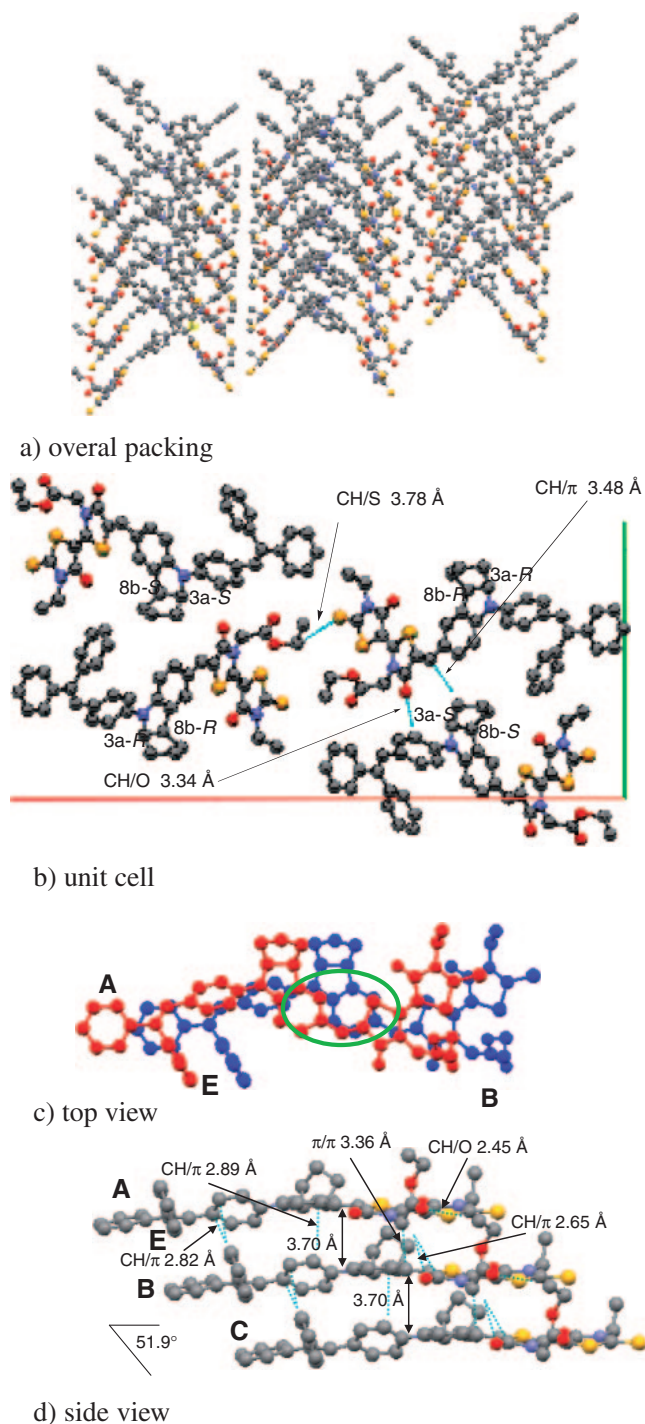 a) overal packing
CH/S 3.78 Å
CH/π 3.48 Å
8b-S
3a-S
8b-R
3a-R
3a-R
8b-R
3a-S
8b-S
CH/O 3.34 Å
b) unit cell
A
E
B
c) top view
π/π 3.36 Å
CH/O 2.45 Å
CH/π 2.89 Å
A
CH/π 2.65 Å
E
3.70 Å
CH/π 2.82 Å
B
3.70 Å
C
51.9°
d) side view